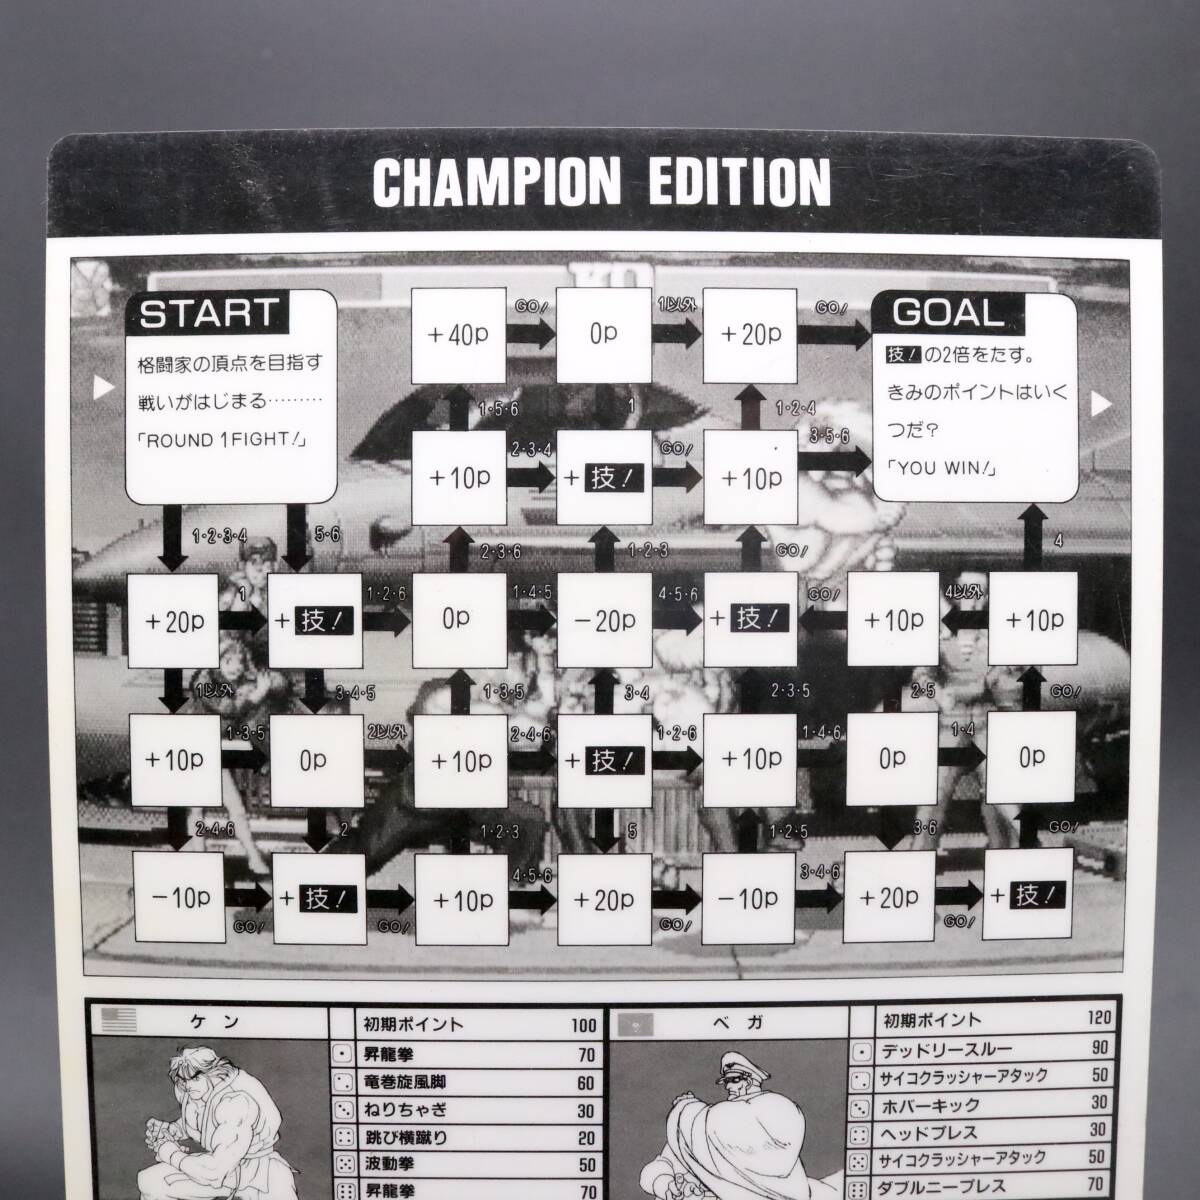 CHAMPION EDITION
KO
START
格闘家の頂点を目指す
戦いがはじまる………
「ROUND 1 FIGHT!」
+40p
GO!
0p
1以外
+20p
GO!
GOAL
技!の2倍をたす。
きみのポイントはいく
つだ?
「YOU WIN!」
1・5・6
1
1・2・4
+10p
2・3・4
+技!
GO!
+10p
3・5・6
1・2・3・4
5・6
2・3・6
1・2・3
GO!
4
+20p
1
+技!
1・2・6
0p
1・4・5
-20p
4・5・6
+技!
GO!
+10p
4以外
+10p
1以外
3・4・5
1・3・5
3・4
2・3・5
2・5
GO!
+10p
1・3・5
0p
2以外
+10p
2・4・6
+技!
1・2・6
+10p
1・4・6
0p
1・4
0p
2・4・6
2
1・2・3
5
1・2・5
3・6
GO!
-10p
GO!
+技!
GO!
+10p
4・5・6
+20p
GO!
-10p
3・4・6
+20p
GO!
+技!
ケン
初期ポイント 100
昇龍拳 70
竜巻旋風脚 60
ねりちゃぎ 30
跳び横蹴り 20
波動拳 50
昇龍拳 70
ベガ
初期ポイント 120
デッドリースルー 90
サイコクラッシャーアタック 50
ホバーキック 30
ヘッドプレス 30
サイコクラッシャーアタック 50
ダブルニープレス 70